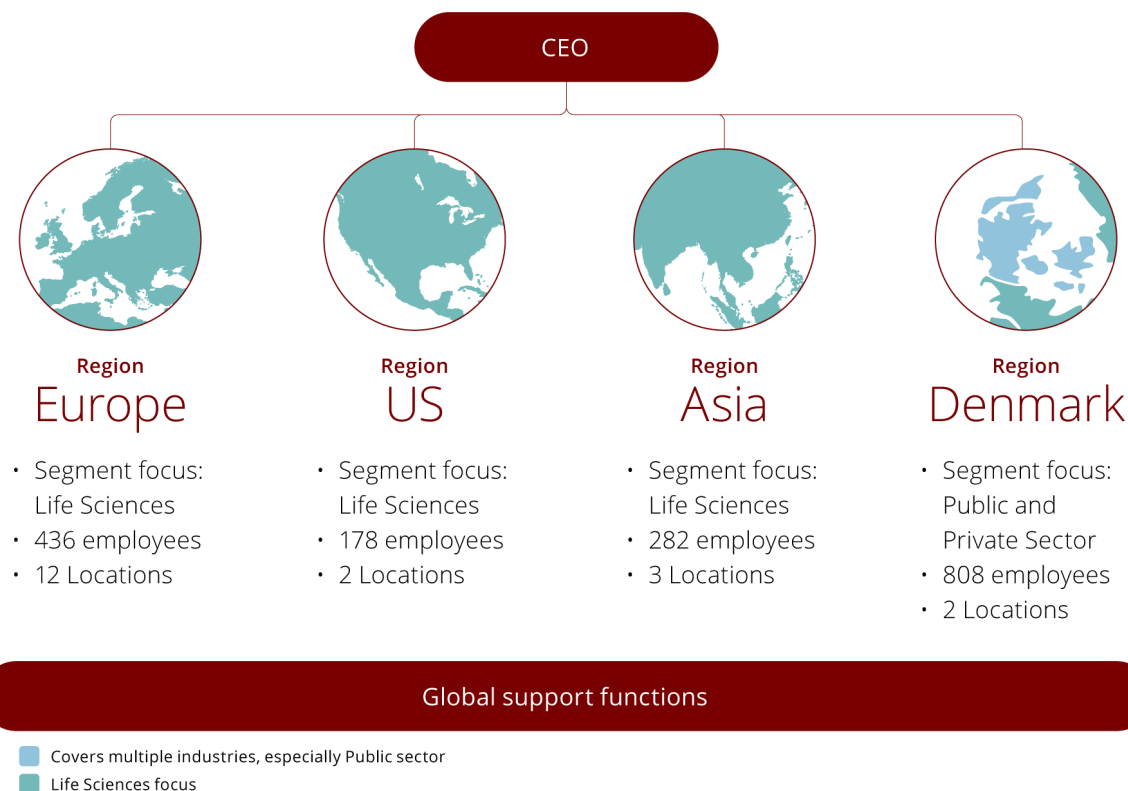 CEO
Region
Europe
• Segment focus:
Life Sciences
• 436 employees
• 12 Locations
Region
US
• Segment focus:
Life Sciences
• 178 employees
• 2 Locations
Region
Asia
• Segment focus:
Life Sciences
• 282 employees
• 3 Locations
Region
Denmark
• Segment focus:
Public and
Private Sector
• 808 employees
• 2 Locations
Global support functions
Covers multiple industries, especially Public sector
Life Sciences focus